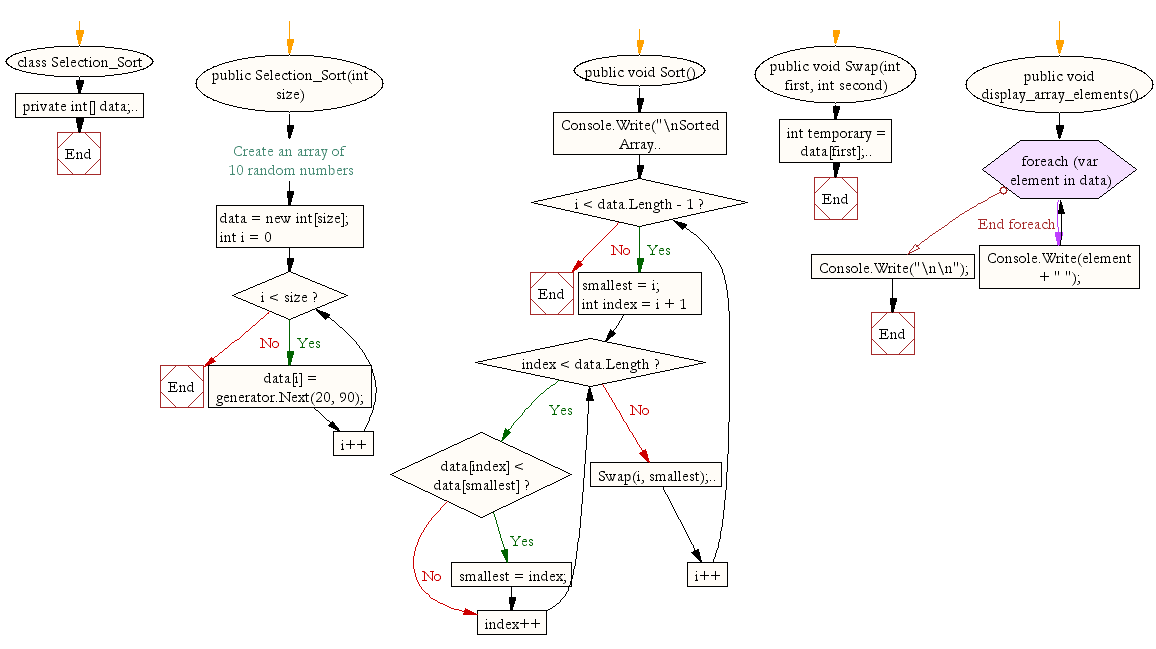 class Selection_Sort
private int[] data;..
End
public Selection_Sort(int
size)
Create an array of
10 random numbers
data = new int[size];
int i = 0
i < size ?
No
Yes
End
data[i] =
generator.Next(20, 90);
i++
public void Sort()
Console.Write("\nSorted
Array..
i < data.Length - 1 ?
No
Yes
End
smallest = i;
int index = i + 1
index < data.Length ?
Yes
No
data[index] <
data[smallest] ?
Swap(i, smallest);..
Yes
No
smallest = index;
i++
index++
public void Swap(int
first, int second)
int temporary =
data[first];..
End
public void
display_array_elements()
foreach (var
element in data)
End foreach
Console.Write("\n\n");
Console.Write(element
+ " ");
End